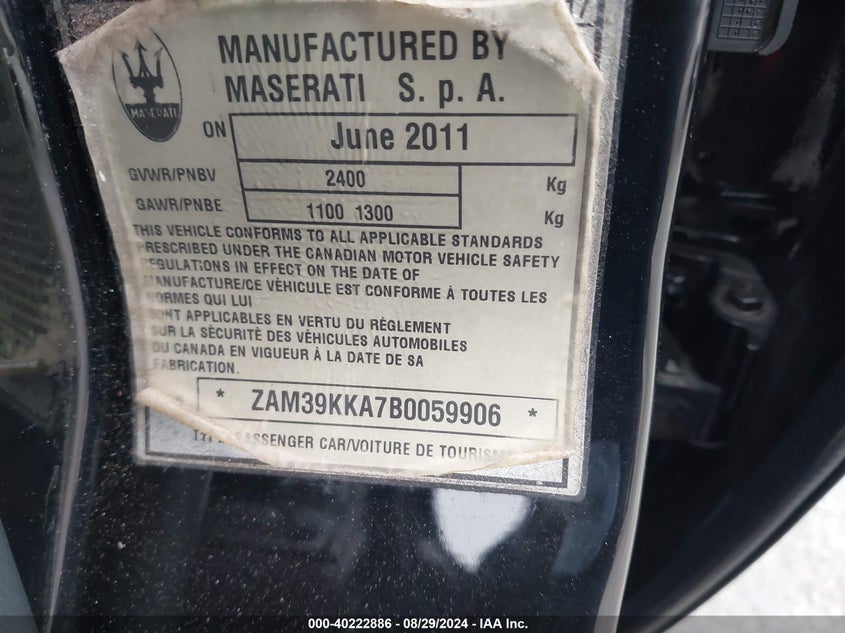 MANUFACTURED BY
MASERATI S. p. A.
MASERATI
ON June 2011
GVWR/PNBV 2400 Kg
GAWR/PNBE 1100 1300 Kg
THIS VEHICLE CONFORMS TO ALL APPLICABLE STANDARDS
PRESCRIBED UNDER THE CANADIAN MOTOR VEHICLE SAFETY
REGULATIONS IN EFFECT ON THE DATE OF
MANUFACTURE/CE VÈHICULE EST CONFORME À TOUTES LES
NORMES QUI LUI
SONT APPLICABLES EN VERTU DU RÈGLEMENT
SUR LA SÈCURITÈ DES VÈHICULES AUTOMOBILES
DU CANADA EN VIGUEUR À LA DATE DE SA
FABRICATION.
* ZAM39KKA7B0059906 *
PASSENGER CAR/VOITURE DE TOURISME
000-40222886 - 08/29/2024 - IAA Inc.